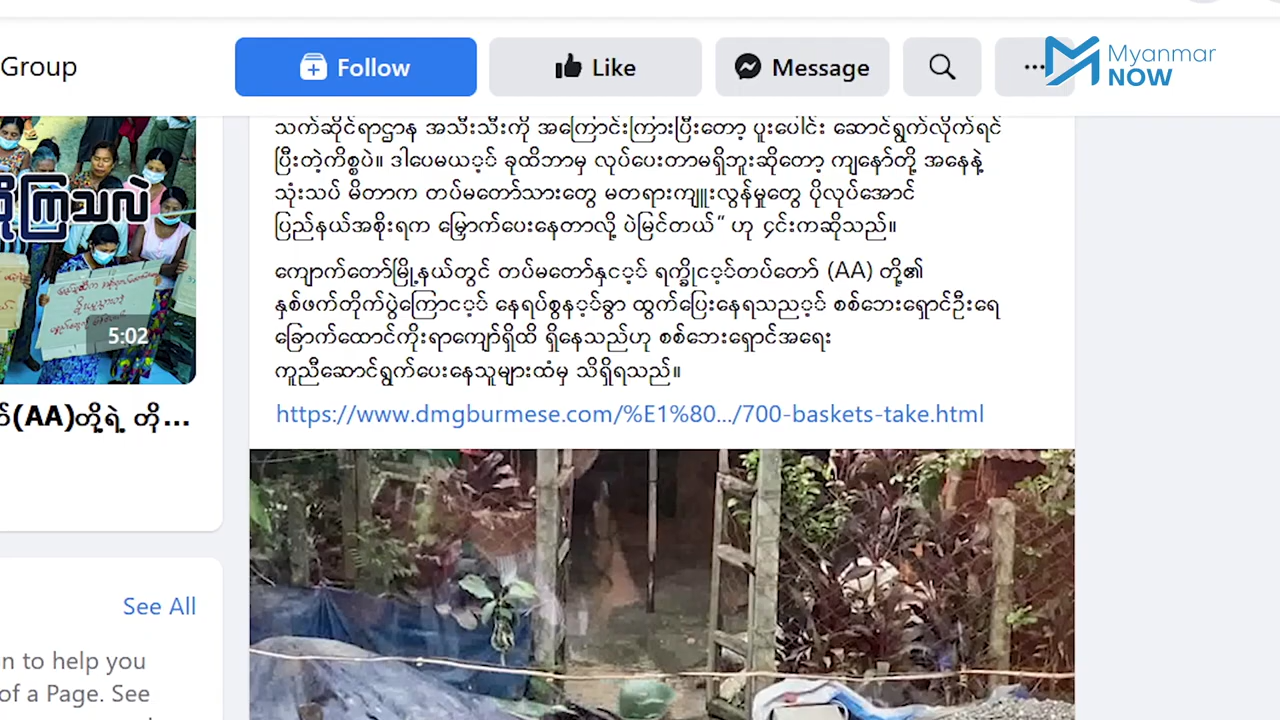 Group
Follow
Like
Message
Myanmar
NOW
သက်ဆိုင်ရာဌာန အသီးသီးကို အကြောင်းကြားပြီးတော့ ပူးပေါင်း ဆောင်ရွက်လိုက်ရင်
ပြီးတဲ့ကိစ္စပဲ။ ဒါပေမယ့် ခုထိဘာမှ လုပ်ပေးတာမရှိဘူးဆိုတော့ ကျနော်တို့ အနေနဲ့
သုံးသပ် မိတာက တပ်မတော်သားတွေ မတရားကျူးလွန်မှုတွေ ပိုလုပ်အောင်
ပြည်နယ်အစိုးရက မြှောက်ပေးနေတာလို့ ပဲမြင်တယ်“ ဟု ၄င်းကဆိုသည်။
ကျောက်တော်မြို့နယ်တွင် တပ်မတော်နှင့် ရက္ခိုင့်တပ်တော် (AA) တို့၏
နှစ်ဖက်တိုက်ပွဲကြောင့် နေရပ်စွန့်ခွာ ထွက်ပြေးနေရသည့် စစ်ဘေးရှောင်ဦးရေ
ခြောက်ထောင်ကိုးရာကျော်ရှိထိ ရှိနေသည်ဟု စစ်ဘေးရှောင်အရေး
ကူညီဆောင်ရွက်ပေးနေသူများထံမှ သိရှိရသည်။
https://www.dmgburmese.com/%E1%80.../700-baskets-take.html
ကြသလဲ
5:02
(AA)တို့ရဲ့ ကို...
See All
n to help you
of a Page. See